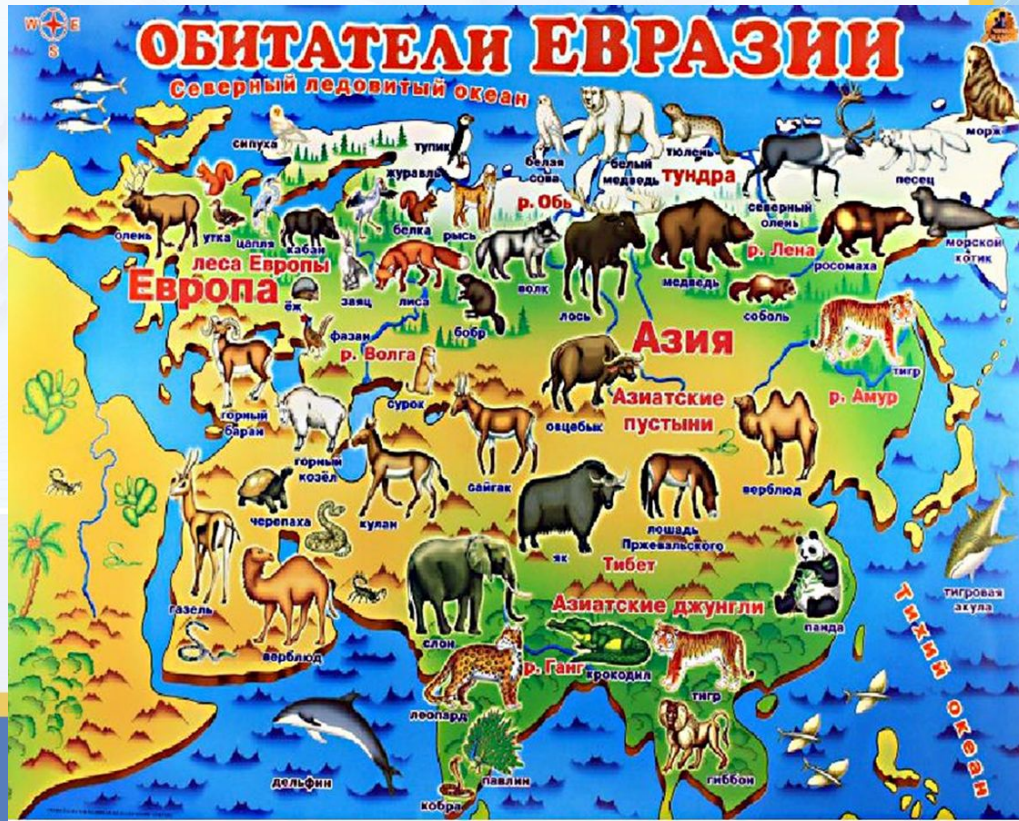 W E
S
ОБИТАТЕЛИ ЕВРАЗИИ
Северный ледовитый океан
морж
сипуха
тупик
белая
сова
белый
медведь
тюлень
тундра
песец
журавль
р. Обь
северный
олень
олень
утка
цапля
кабан
белка
рысь
волк
лось
медведь
р. Лена
росомаха
морской
котик
леса Европы
Европа
ёж
заяц
лиса
бобр
соболь
фазан
р. Волга
Азия
тигр
р. Амур
горный
баран
сурок
овцебык
Азиатские
пустыни
горный
козёл
сайгак
верблюд
черепаха
кулан
як
лошадь
Пржевальского
Тибет
тигровая
акула
газель
Азиатские джунгли
панда
Тихий океан
слон
верблюд
р. Ганг
крокодил
тигр
леопард
дельфин
павлин
гиббон
кобра